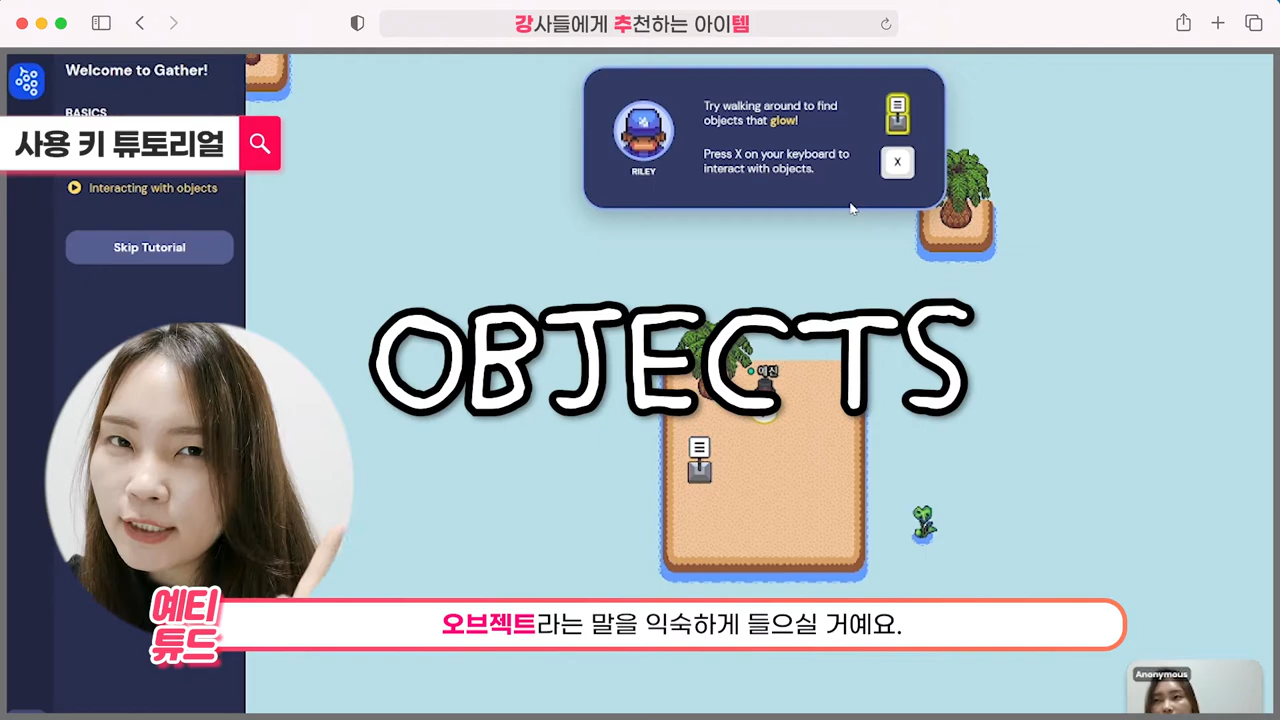 강사들에게 추천하는 아이템
Welcome to Gather!
BASICS
사용 키 튜토리얼
Interacting with objects
Skip Tutorial
RILEY
Try walking around to find
objects that glow!
Press X on your keyboard to
interact with objects.
X
OBJECTS
예진
예티
튜드
오브젝트라는 말을 익숙하게 들으실 거예요.
Anonymous